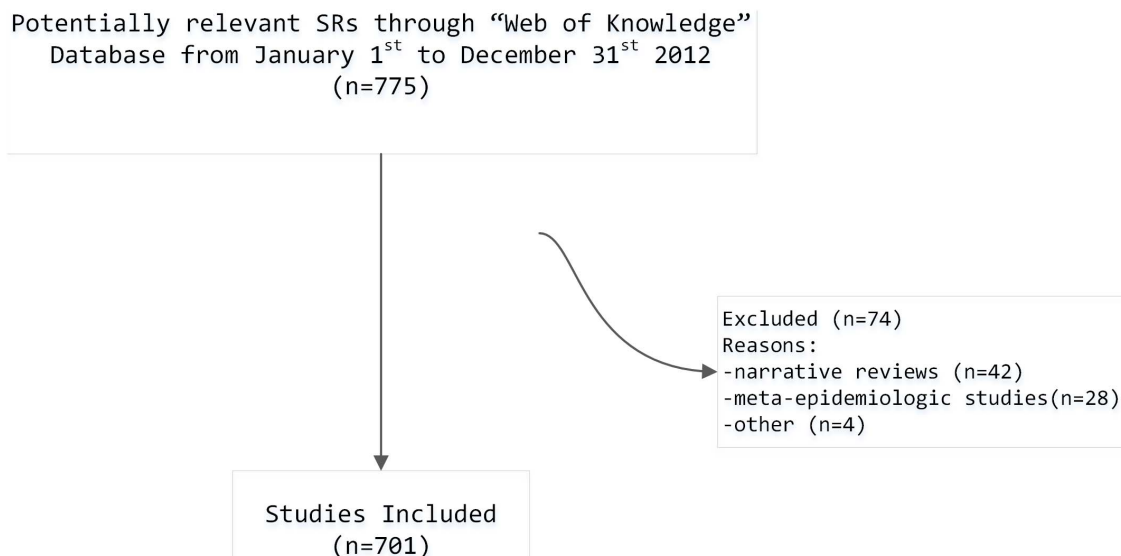 Potentially relevant SRs through “Web of Knowledge”
Database from January 1st to December 31st 2012
(n=775)
Excluded (n=74)
Reasons:
-narrative reviews (n=42)
-meta-epidemiologic studies(n=28)
-other (n=4)
Studies Included
(n=701)